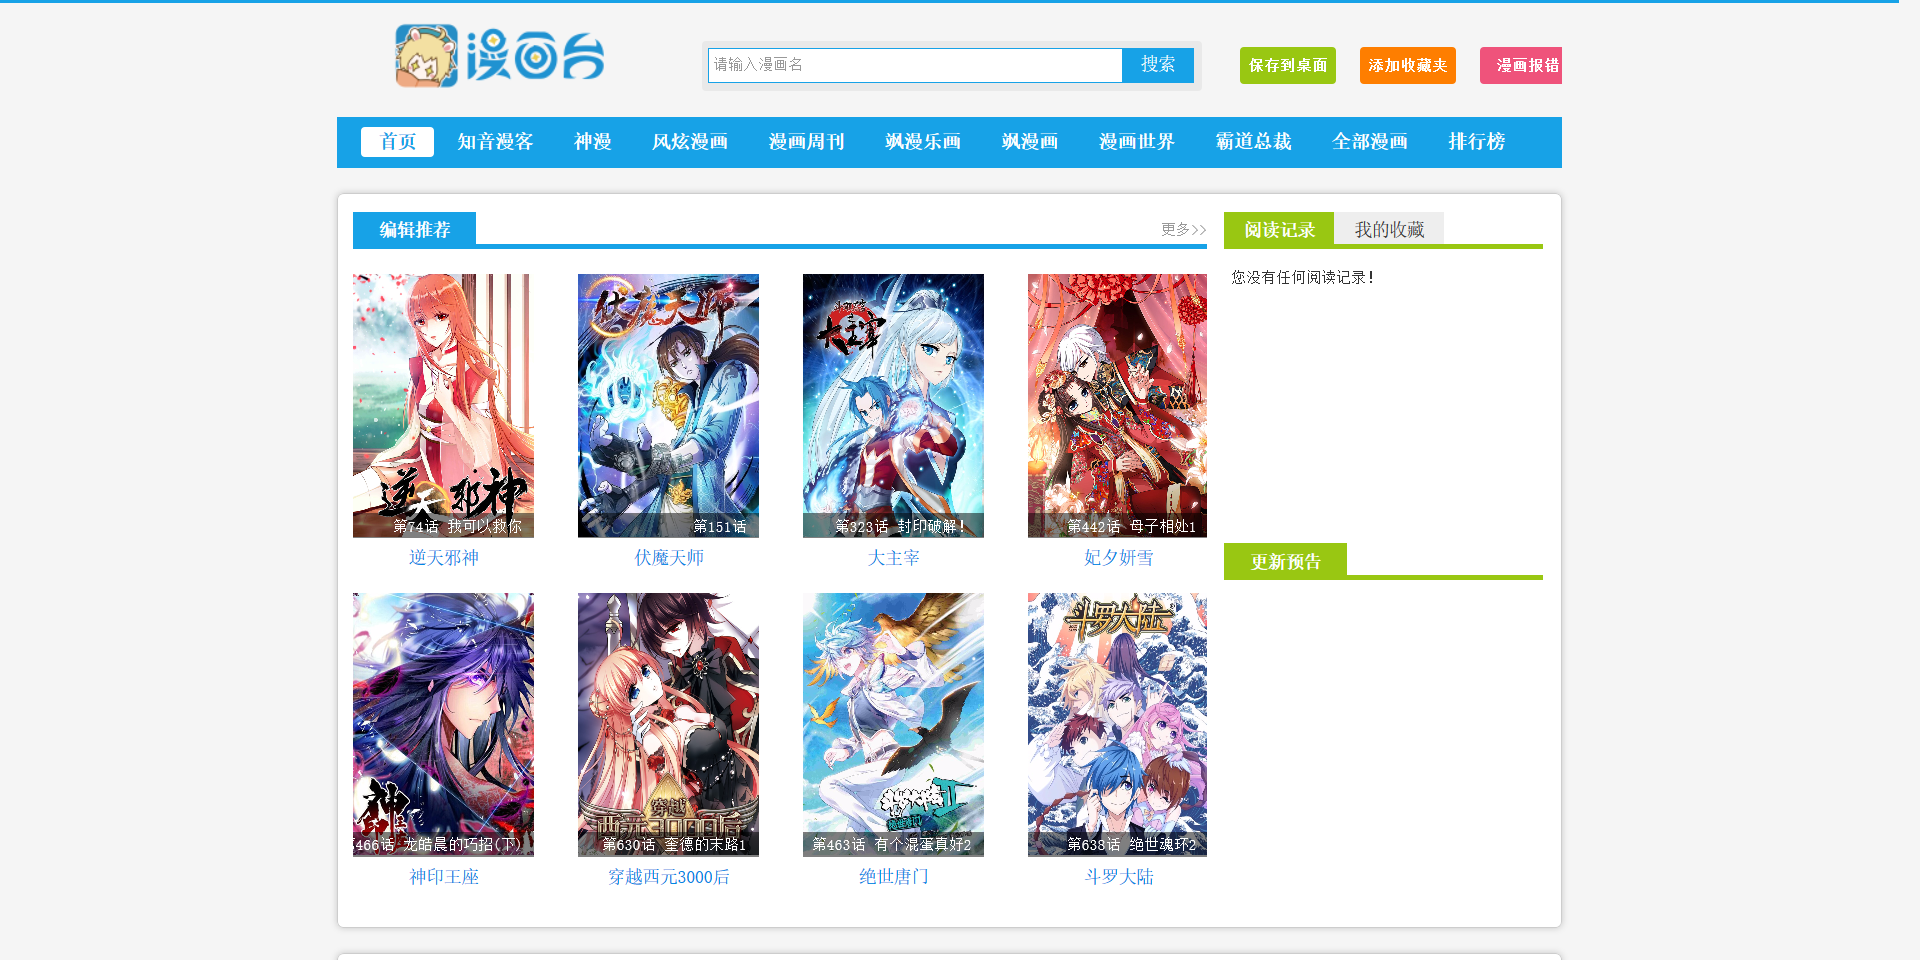 漫画台
请输入漫画名
搜索
保存到桌面
添加收藏夹
漫画报错
首页 知音漫客 神漫 风炫漫画 漫画周刊 飒漫乐画 飒漫画 漫画世界 霸道总裁 全部漫画 排行榜
编辑推荐
更多>>
阅读记录
我的收藏
您没有任何阅读记录!
逆天邪神
伏魔天师
大主宰
第74话 我可以救你
第151话
第323话 封印破解!
第442话 母子相处1
逆天邪神
伏魔天师
大主宰
妃夕妍雪
更新预告
斗罗大陆
神印
穿越
西元3000后
绝世唐门
466话 龙皓晨的巧招(下)
第630话 奎德的末路1
第463话 有个混蛋真好2
第638话 绝世魂环2
神印王座
穿越西元3000后
绝世唐门
斗罗大陆